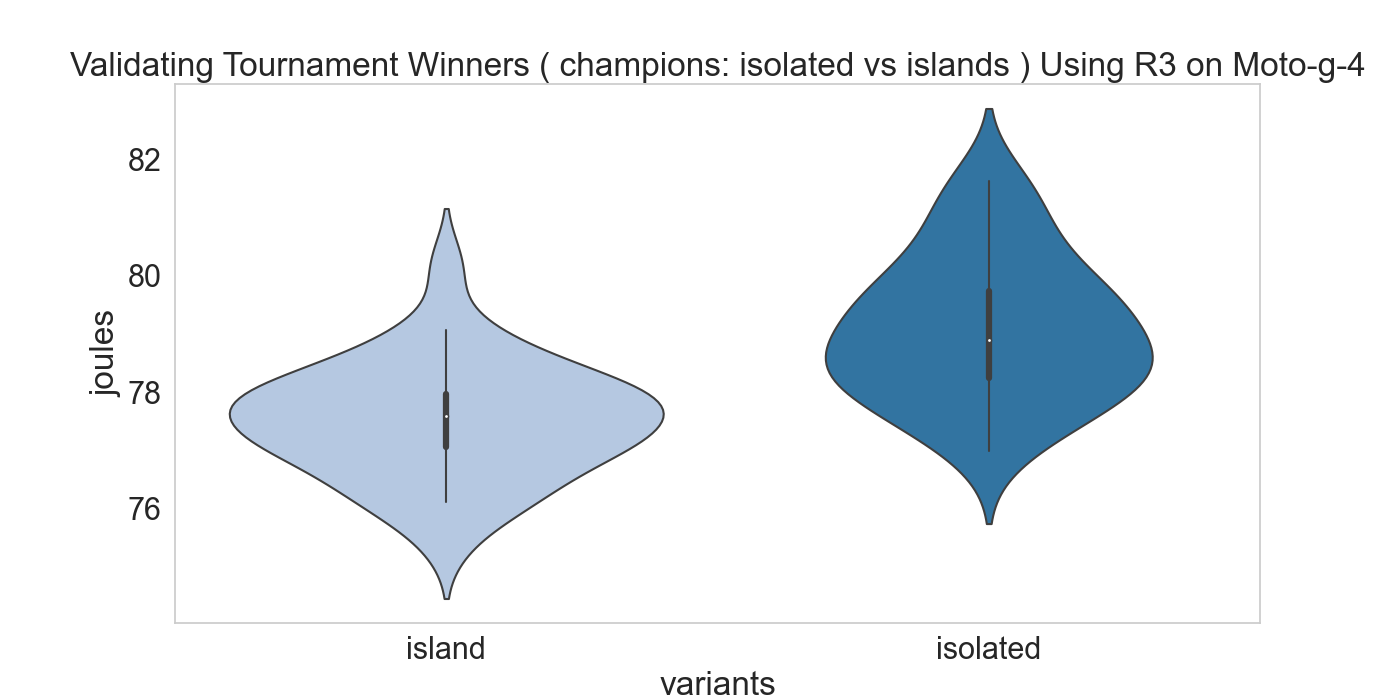 Validating Tournament Winners ( champions: isolated vs islands ) Using R3 on Moto-g-4
82
80
78
76
joules
island isolated
variants